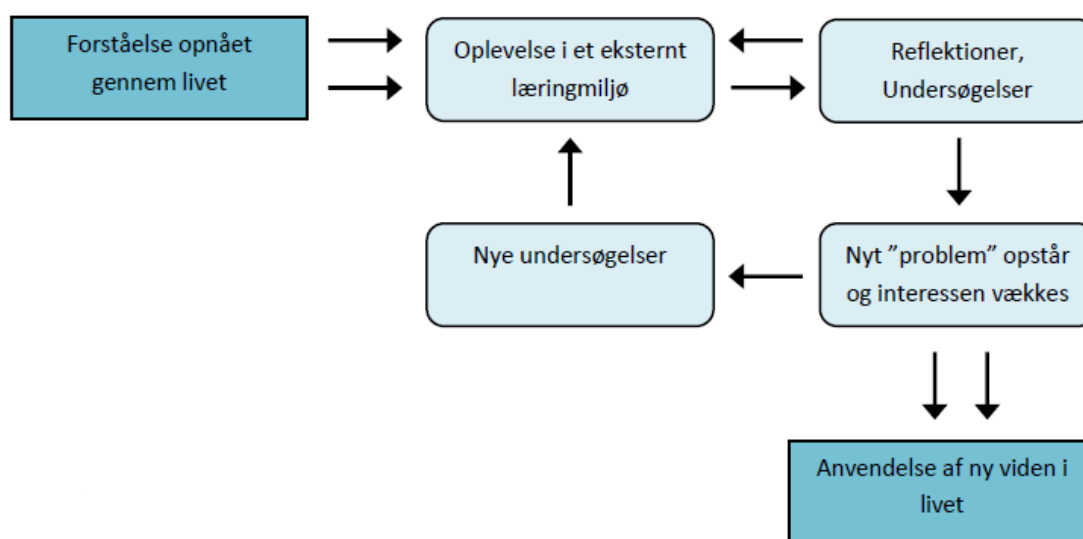 Forståelse opnået
gennem livet
Oplevelse i et eksternt
læringmiljø
Reflektioner,
Undersøgelser
Nye undersøgelser
Nyt ”problem” opstår
og interessen vækkes
Anvendelse af ny viden i
livet